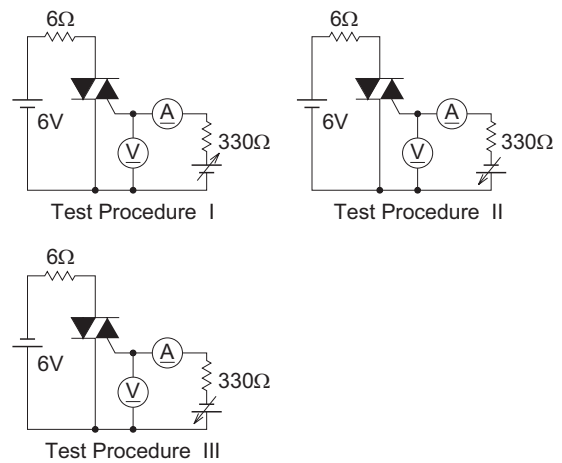 6Ω
6V
A
V
330Ω
Test Procedure I
6Ω
6V
A
V
330Ω
Test Procedure II
6Ω
6V
A
V
330Ω
Test Procedure III